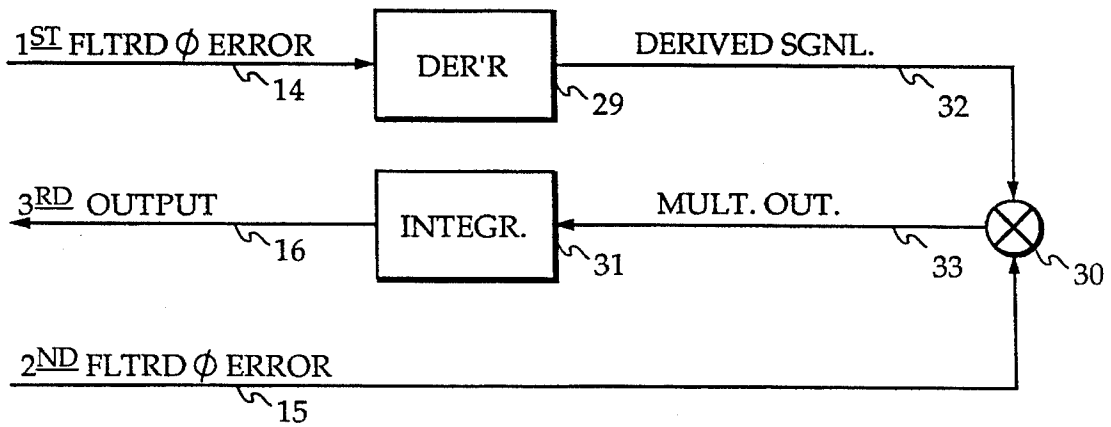 1ST FLTRD ϕ ERROR
14
DER'R
29
DERIVED SGNL.
32
3RD OUTPUT
16
INTEGR.
31
MULT. OUT.
33
30
2ND FLTRD ϕ ERROR
15